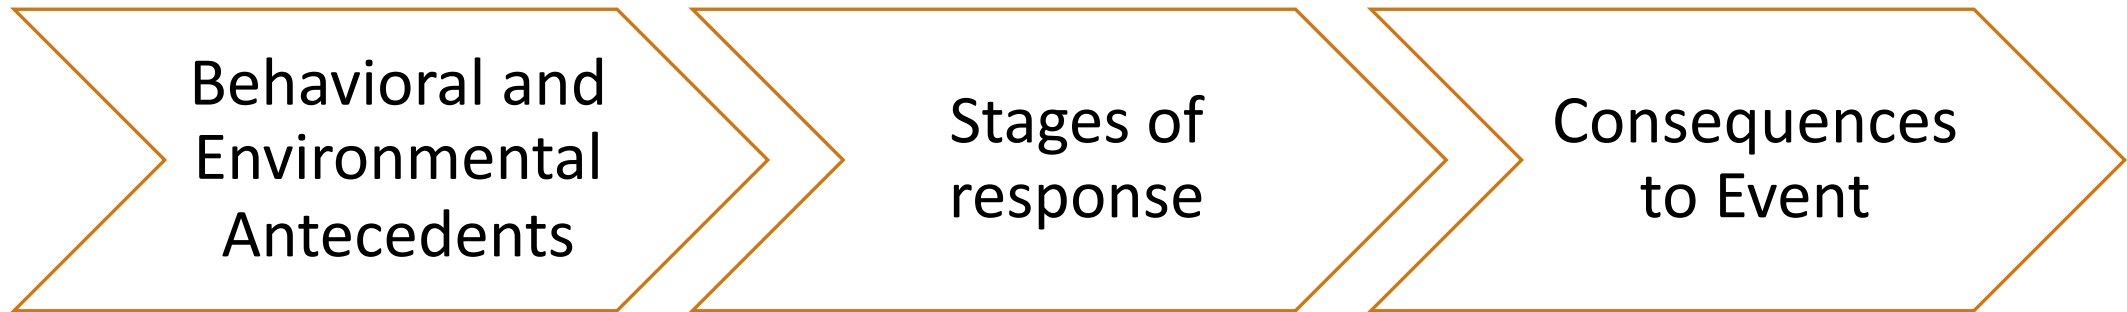 Behavioral and
Environmental
Antecedents
Stages of
response
Consequences
to Event